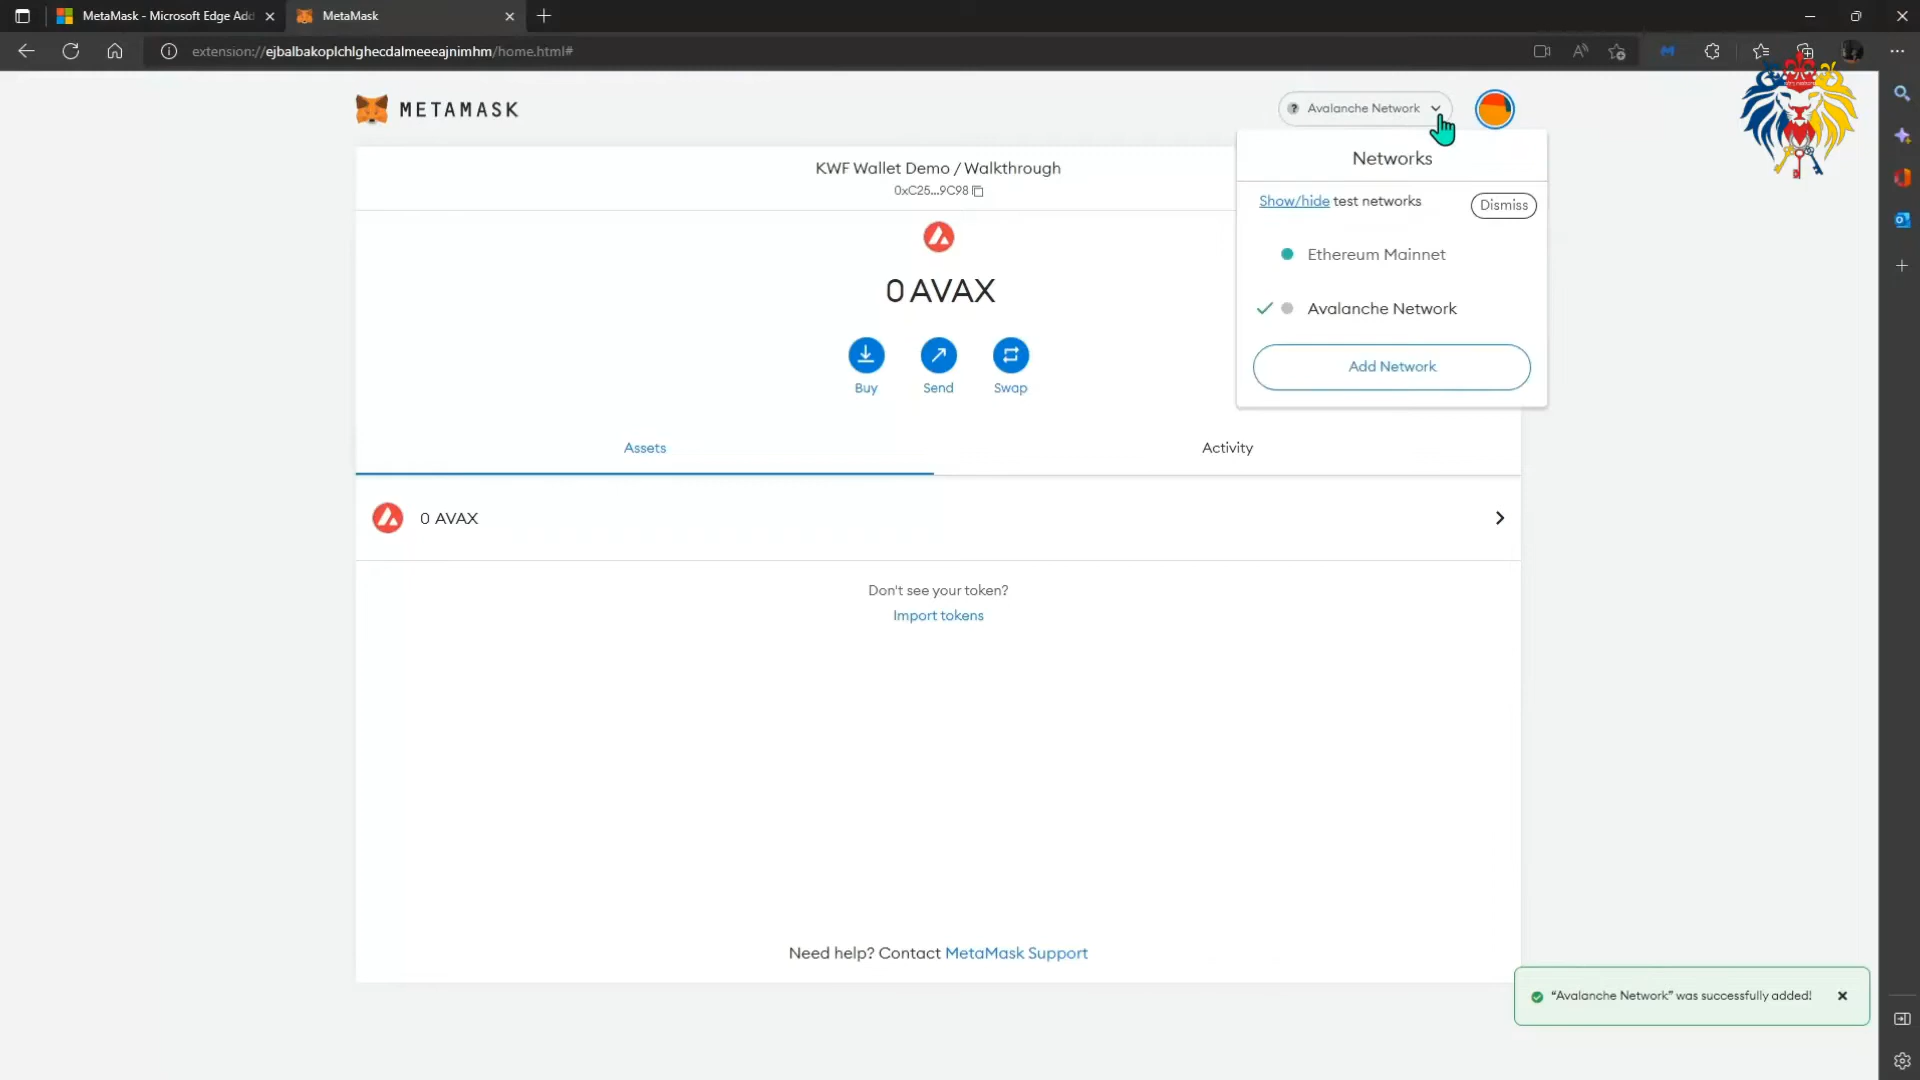 MetaMask - Microsoft Edge Add
MetaMask
extension://ejbalbakoplchlghecdalmeeeajnimhm/home.html#
METAMASK
Avalanche Network
Networks
Show/hide test networks
Dismiss
Ethereum Mainnet
Avalanche Network
Add Network
KWF Wallet Demo / Walkthrough
0xC25...9C98
0 AVAX
Buy
Send
Swap
Assets
Activity
0 AVAX
Don't see your token?
Import tokens
Need help? Contact MetaMask Support
“Avalanche Network” was successfully added!